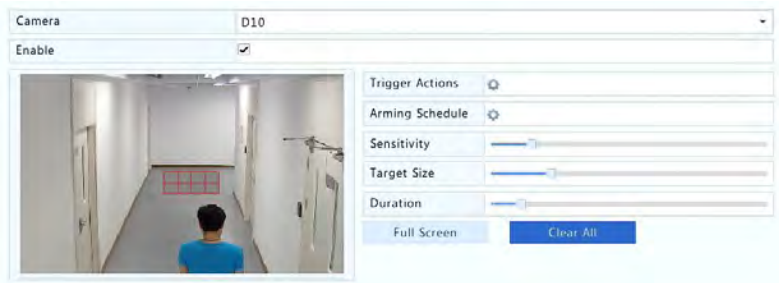 Camera
D10
Enable
Trigger Actions
Arming Schedule
Sensitivity
Target Size
Duration
Full Screen
Clear All